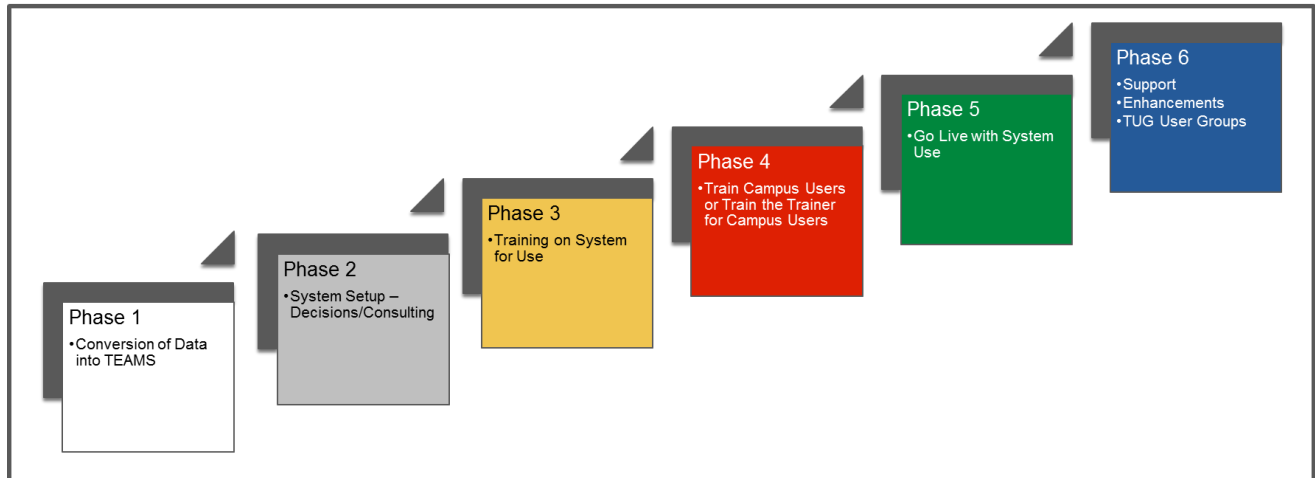 Phase 1
•Conversion of Data
into TEAMS
Phase 2
•System Setup –
Decisions/Consulting
Phase 3
•Training on System
for Use
Phase 4
•Train Campus Users
or Train the Trainer
for Campus Users
Phase 5
•Go Live with System
Use
Phase 6
•Support
•Enhancements
•TUG User Groups